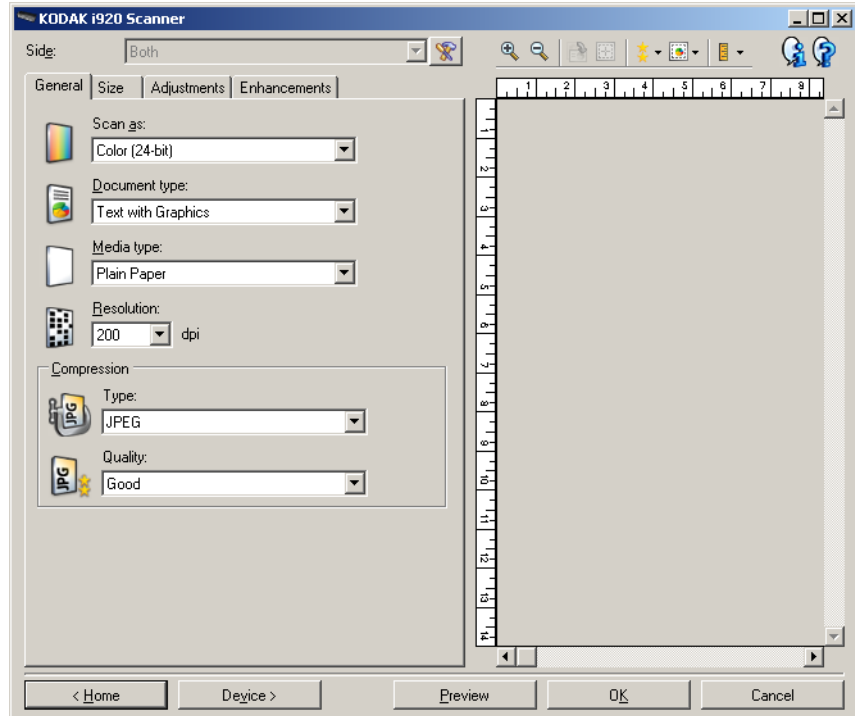 KODAK i920 Scanner
Side: Both
General Size Adjustments Enhancements
Scan as:
Color (24-bit)
Document type:
Text with Graphics
Media type:
Plain Paper
Resolution:
200 dpi
Compression
Type:
JPG JPEG
Quality:
JPG Good
1 2 3 4 5 6 7 8
1
2
3
4
5
6
7
8
9
10
11
12
13
14
< Home Device > Preview OK Cancel